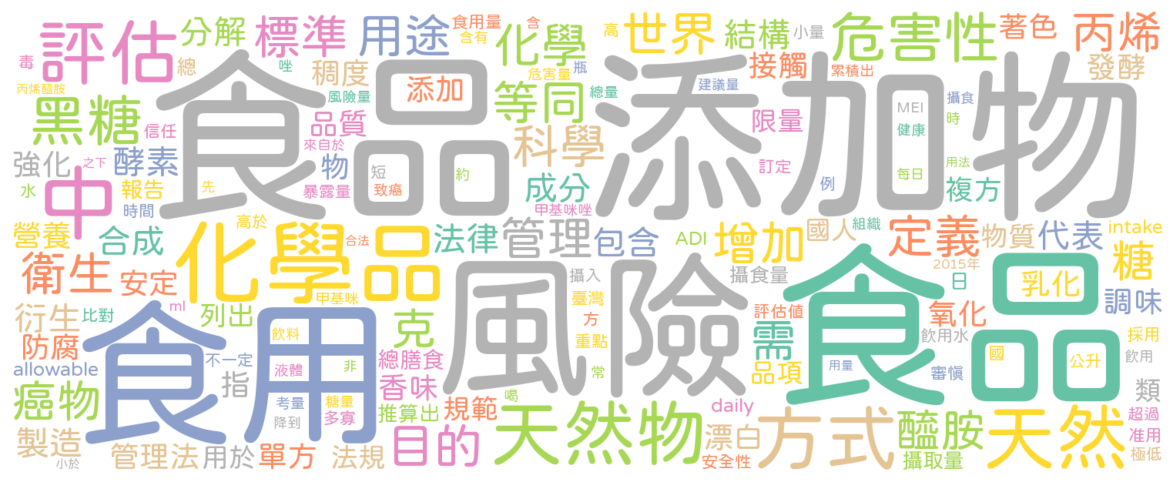 食品添加物
食品
食用
風險
化學品
天然物
天然
方式
中
評估
黑糖
分解
標準
用途
化學
世界
結構
危害性
著色
丙烯
毒
總
稠度
食用量
含有
含
唑
瓶
高
小量
接觸
累積出
發酵
丙烯醯胺
風險量
添加
危害量
等同
總量
建議量
信任
品質
來自於
科學
限量
MEI
攝食
健康
時
強化
之下
酵素
物
短
約
訂定
每日
用法
水
報告
先
暴露量
致癌
成分
例
複方
時間
甲基咪唑
營養
合成
高於
合法
法律
管理
包含
ADI
增加
國人
組織
定義
物質
代表
intake
衛生
安定
甲基咪
攝入
攝食量
臺灣
2015年
日
乳化
糖
衍生
比對
列出
ml
克
方
評估值
氧化
調味
防腐
飲料
重點
需
飲用水
國
公升
採用
allowable
不一定
液體
非
總膳食
常
品項
用量
審慎
飲用
癌物
指
考量
糖量
香味
喝
daily
醯胺
類
降到
多寡
推算出
規範
漂白
超過
製造
小於
管理法
用於
單方
法規
目的
安全性
攝取量
准用
極低